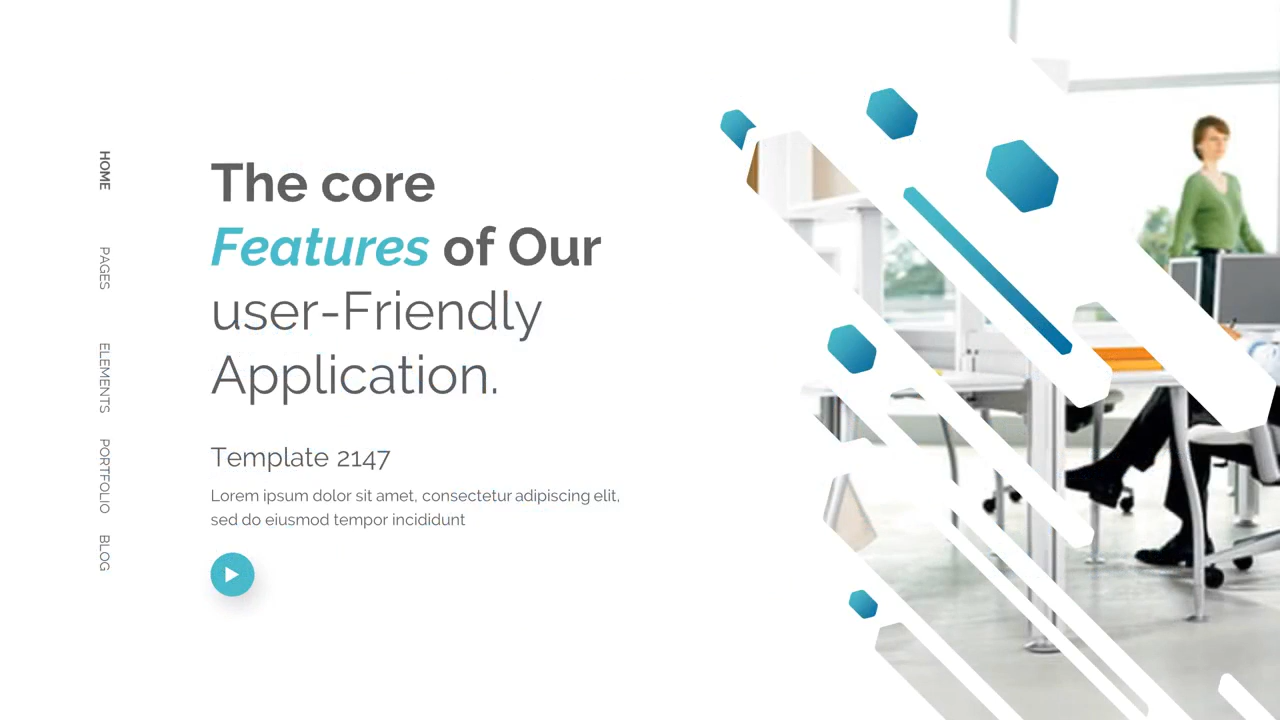 HOME
PAGES
ELEMENTS
PORTFOLIO
BLOG
The core
Features of Our
user-Friendly
Application.
Template 2147
Lorem ipsum dolor sit amet, consectetur adipiscing elit,
sed do eiusmod tempor incididunt